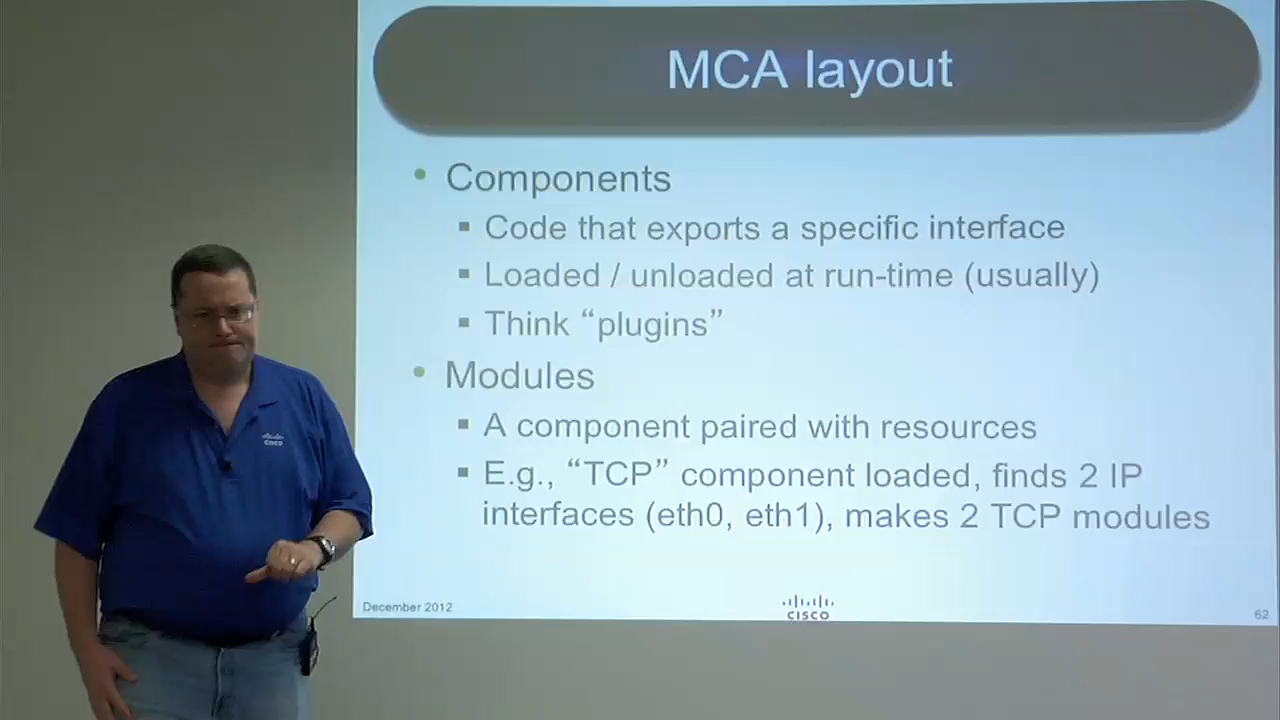 MCA layout
• Components
▪ Code that exports a specific interface
▪ Loaded / unloaded at run-time (usually)
▪ Think “plugins”
• Modules
▪ A component paired with resources
▪ E.g., “TCP” component loaded, finds 2 IP
interfaces (eth0, eth1), makes 2 TCP modules
December 2012
CISCO
62
CISCO